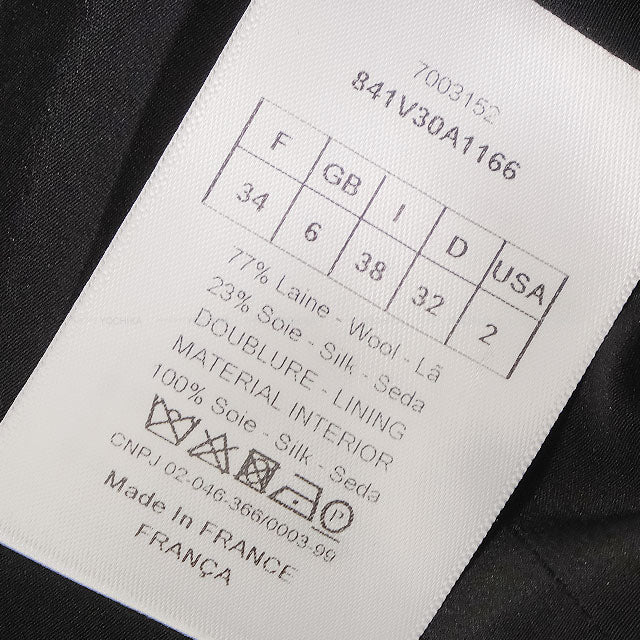 7003152
841V30A1166
F GB I D USA
34 6 38 32 2
77% Laine - Wool - Lã
23% Soie - Silk - Seda
DOUBLURE - LINING
MATERIAL INTERIOR
100% Soie - Silk - Seda
P
CNPJ 02-046-366/0003-99
Made In FRANCE
FRANÇA